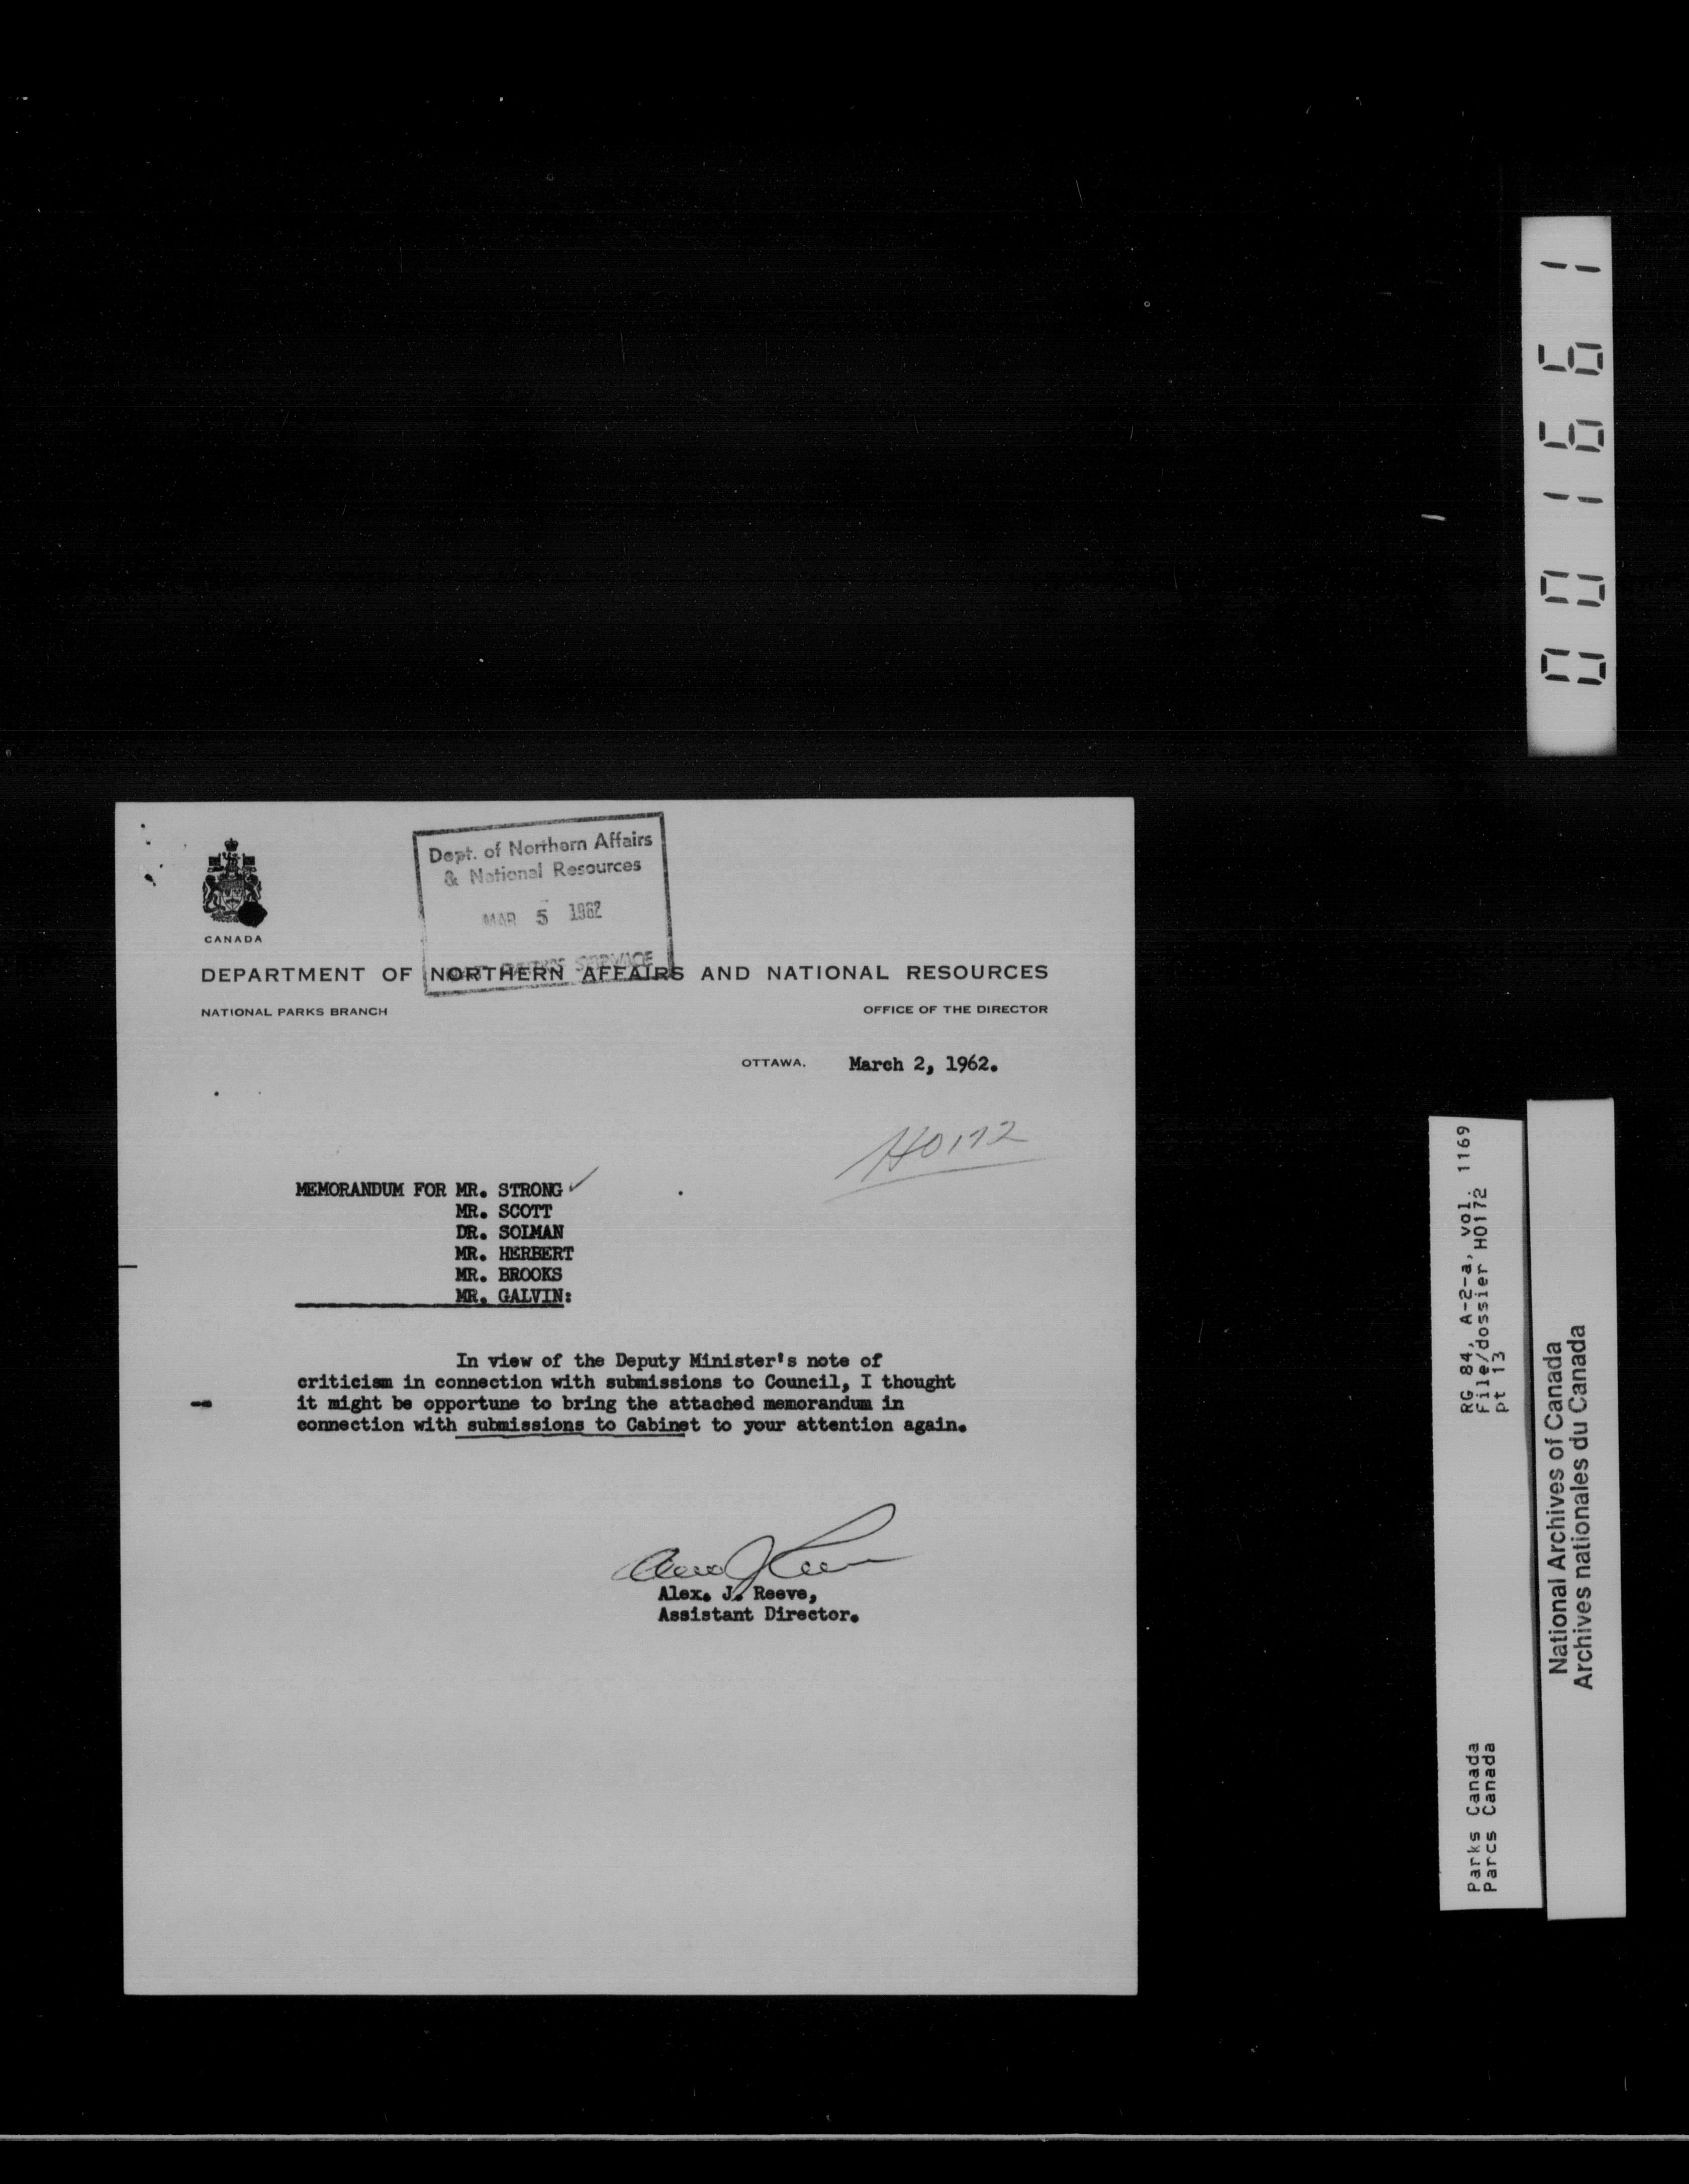 Dept. of Northern Affairs
& National Resources
MAR 5 1962
SERVICE
CANADA
DEPARTMENT OF NORTHERN AFFAIRS AND NATIONAL RESOURCES
NATIONAL PARKS BRANCH
OFFICE OF THE DIRECTOR
OTTAWA. March 2, 1962.
H0172
MEMORANDUM FOR MR. STRONG ✓
MR. SCOTT
DR. SOLMAN
MR. HERBERT
MR. BROOKS
MR. GALVIN:
In view of the Deputy Minister's note of
criticism in connection with submissions to Council, I thought
it might be opportune to bring the attached memorandum in
connection with submissions to Cabinet to your attention again.
Alex. J. Reeve,
Assistant Director.
001661
RG 84, A-2-a, vol. 1169
File/dossier H0172
pt 13
Parks Canada
Parcs Canada
National Archives of Canada
Archives nationales du Canada